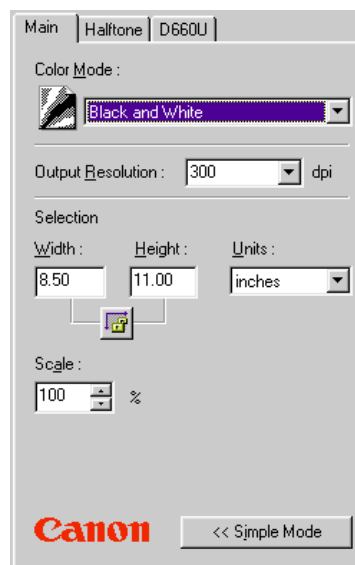 Main Halftone D660U
Color Mode :
Black and White
Output Resolution : 300 dpi
Selection
Width : Height : Units :
8.50 11.00 inches
Scale :
100 %
Canon << Simple Mode